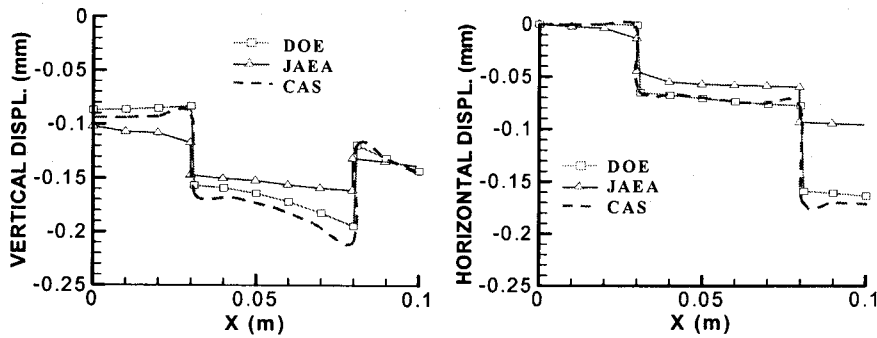 0
-0.05
-0.1
-0.15
-0.2
-0.25
VERTICAL DISPL. (mm)
DOE
JAEA
CAS
0
0.05
0.1
X (m)
0
-0.05
-0.1
-0.15
-0.2
-0.25
HORIZONTAL DISPL. (mm)
DOE
JAEA
CAS
0
0.05
0.1
X (m)